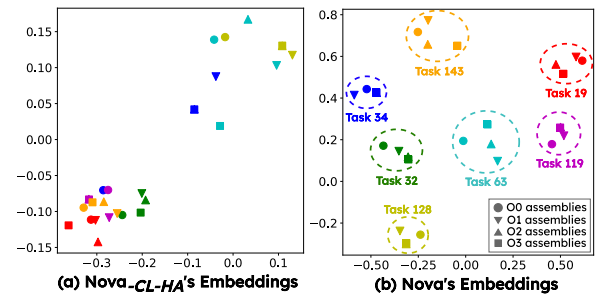 0.15
0.10
0.05
0.00
−0.05
−0.10
−0.15
−0.3
−0.2
−0.1
0.0
0.1
(a) Nova-CL-HA's Embeddings
0.8
0.6
0.4
0.2
0.0
−0.2
−0.50
−0.25
0.00
0.25
0.50
Task 143
Task 19
Task 34
Task 32
Task 63
Task 119
Task 128
O0 assemblies
O1 assemblies
O2 assemblies
O3 assemblies
(b) Nova's Embeddings